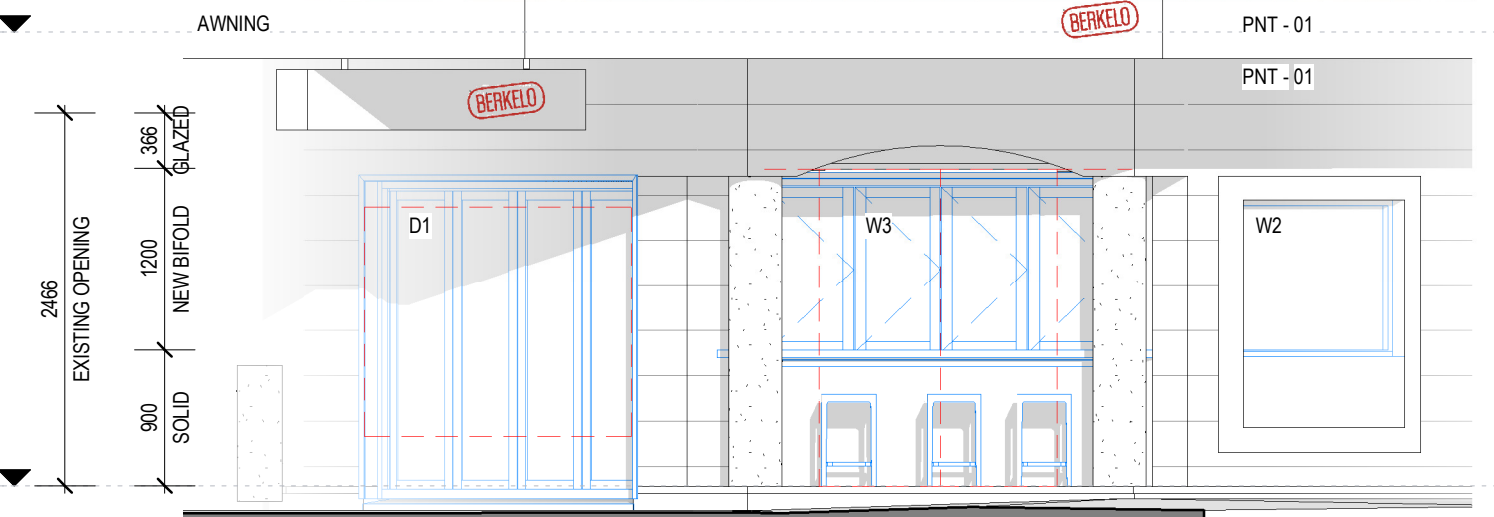 AWNING
BERKELO
PNT - 01
PNT - 01
BERKELO
366
GLAZED
1200
NEW BIFOLD
2466
EXISTING OPENING
900
SOLID
D1
W3
W2